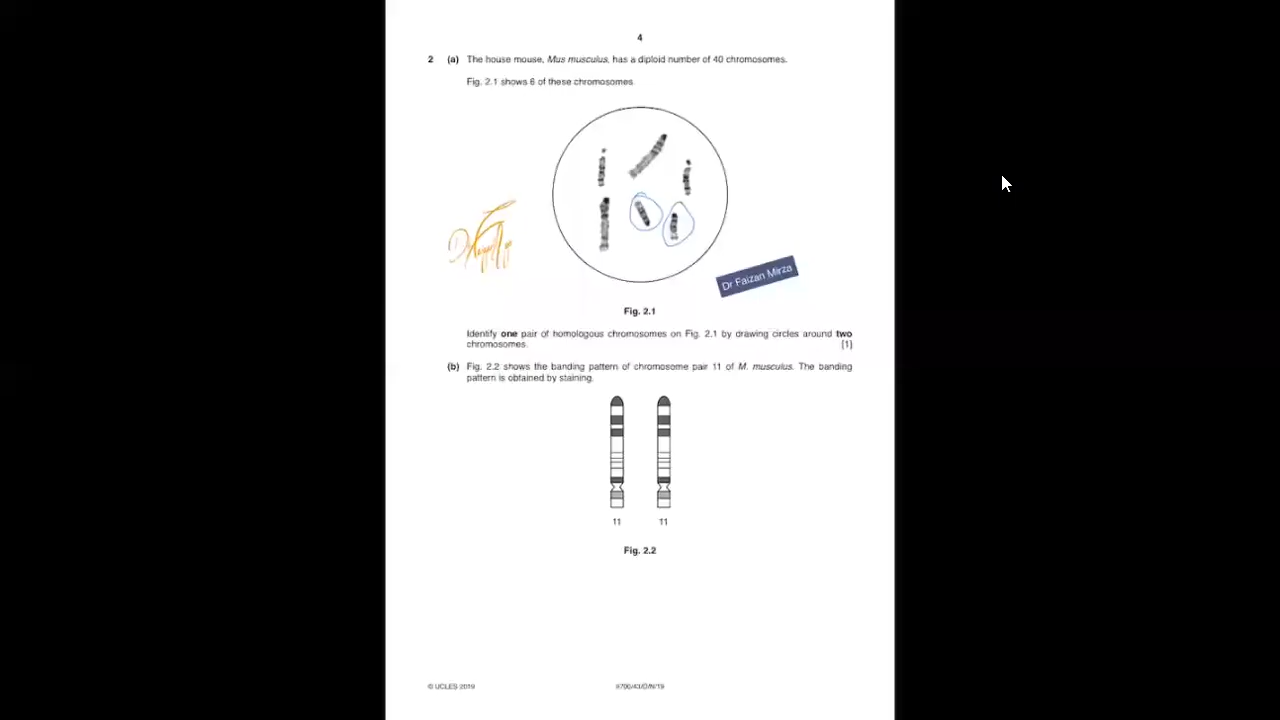 4
2 (a) The house mouse, Mus musculus, has a diploid number of 40 chromosomes.
Fig. 2.1 shows 6 of these chromosomes
Dr Faizan Mirza
Fig. 2.1
Identify one pair of homologous chromosomes on Fig. 2.1 by drawing circles around two
chromosomes. [1]
(b) Fig. 2.2 shows the banding pattern of chromosome pair 11 of M. musculus. The banding
pattern is obtained by staining.
11 11
Fig. 2.2
© UCLES 2019 9700/43/O/N/19